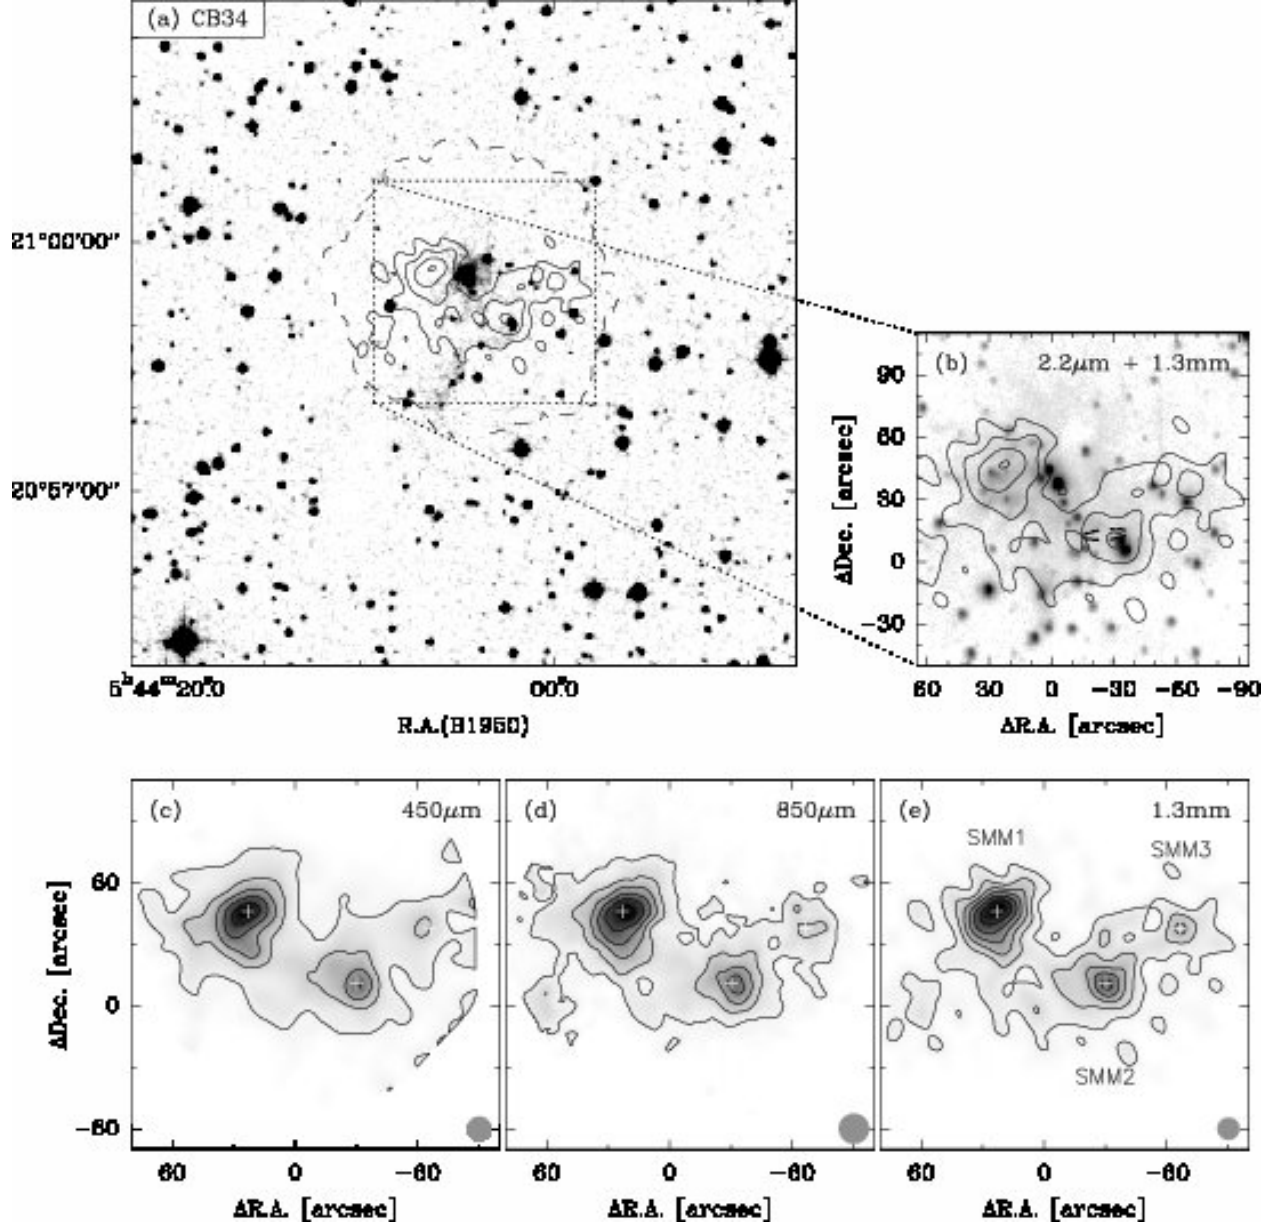 (a) CB34
21°00'00"
20°57'00"
5ʰ44ᵐ20ˢ.0 00ˢ.0
R.A.(B1950)
(b) 2.2μm + 1.3mm
90
60
30
0
−30
ΔDec. [arcsec]
60 30 0 −30 −60 −90
ΔR.A. [arcsec]
(c) 450μm
(d) 850μm
(e) 1.3mm
SMM1
SMM3
SMM2
60
0
−60
ΔDec. [arcsec]
60 0 −60
60 0 −60
60 0 −60
ΔR.A. [arcsec]
ΔR.A. [arcsec]
ΔR.A. [arcsec]